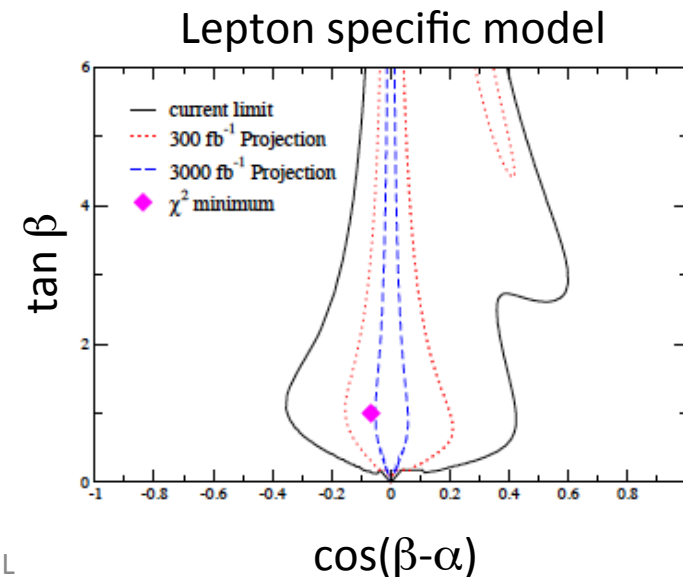 Lepton specific model
6
current limit
300 fb⁻¹ Projection
3000 fb⁻¹ Projection
χ² minimum
4
tan β
2
0
-1 -0.8 -0.6 -0.4 -0.2 0 0.2 0.4 0.6 0.8
cos(β-α)
L